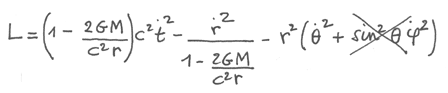 L = (1 - 2GM/c²r) c²ṫ² - ṙ²/(1 - 2GM/c²r) - r² (θ̇² + sin²θ φ̇²)